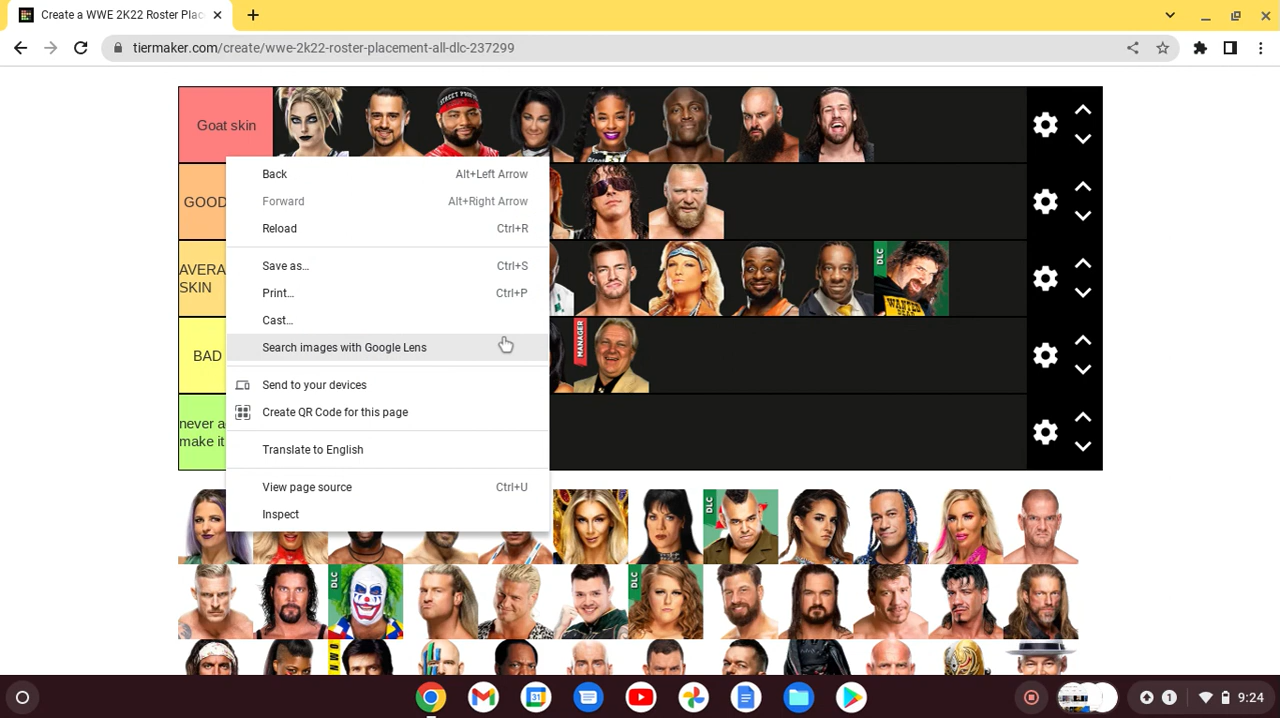 Create a WWE 2K22 Roster Plac
tiermaker.com/create/wwe-2k22-roster-placement-all-dlc-237299
Goat skin
GOOD
AVERA
SKIN
DLC
WANTED
BAD
MANAGER
never a
make it
Back Alt+Left Arrow
Forward Alt+Right Arrow
Reload Ctrl+R
Save as… Ctrl+S
Print… Ctrl+P
Cast…
Search images with Google Lens
Send to your devices
Create QR Code for this page
Translate to English
View page source Ctrl+U
Inspect
DLC
DLC
DLC
31
1
9:24